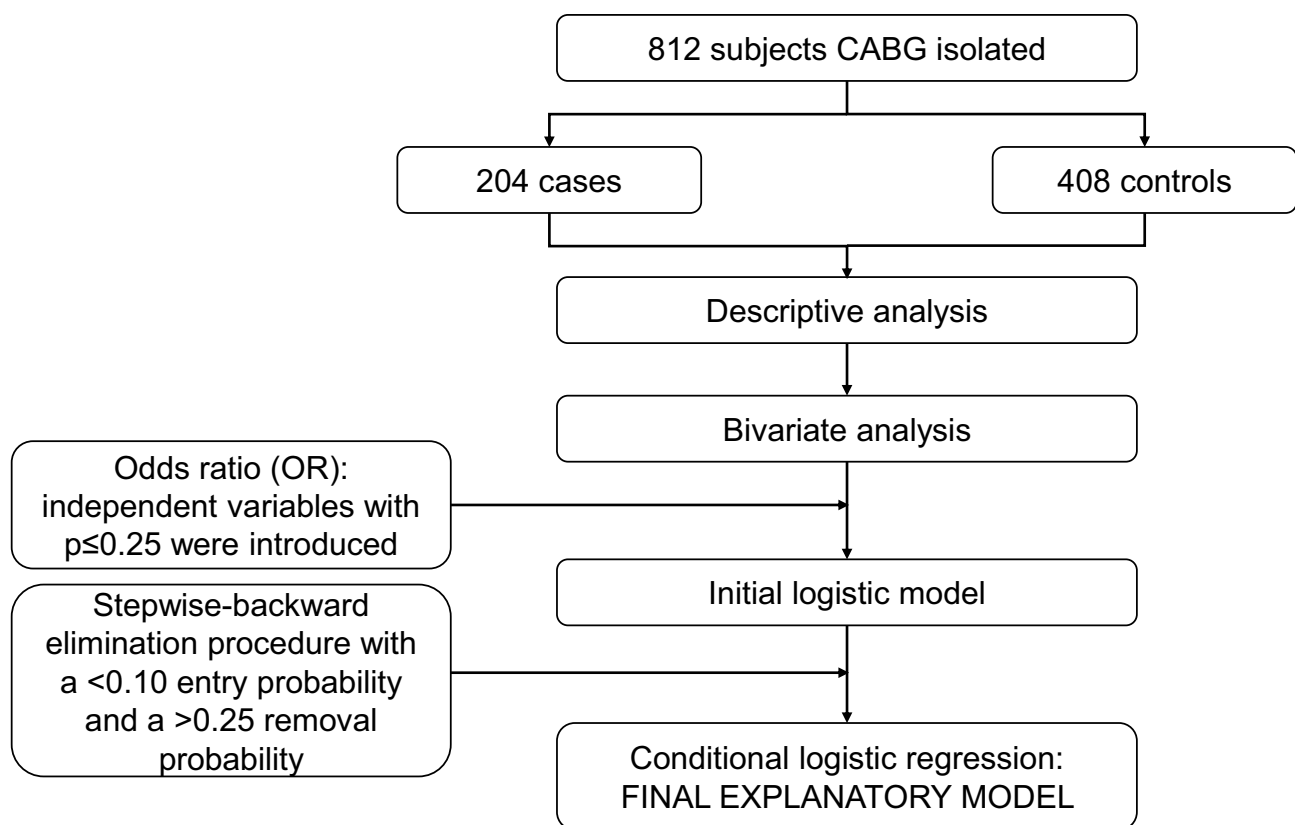 812 subjects CABG isolated
204 cases
408 controls
Descriptive analysis
Bivariate analysis
Odds ratio (OR):
independent variables with
p≤0.25 were introduced
Initial logistic model
Stepwise-backward
elimination procedure with
a <0.10 entry probability
and a >0.25 removal
probability
Conditional logistic regression:
FINAL EXPLANATORY MODEL